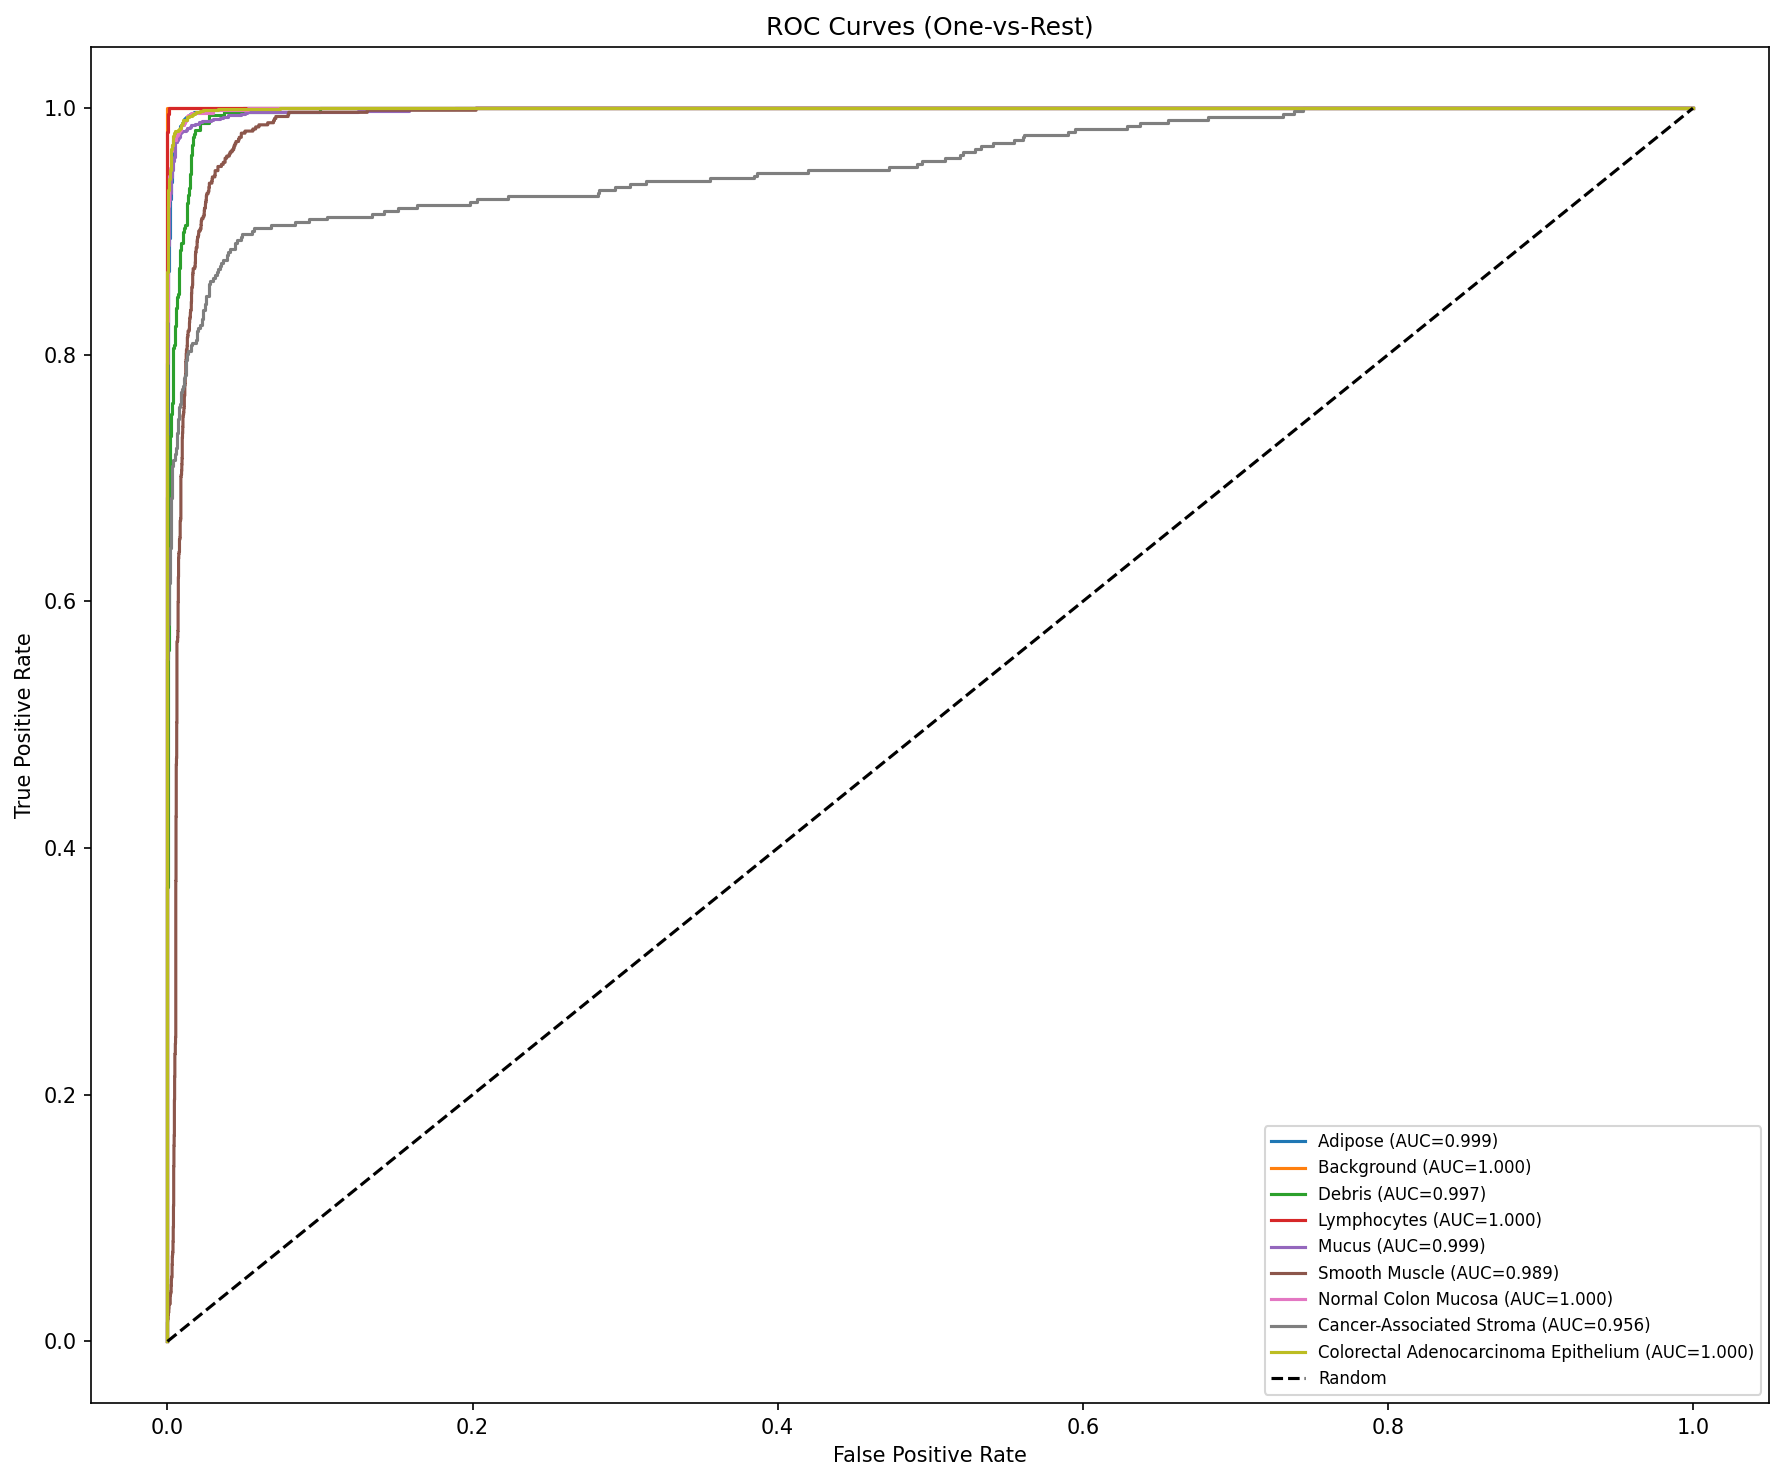 ROC Curves (One-vs-Rest)
True Positive Rate
1.0
0.8
0.6
0.4
0.2
0.0
Adipose (AUC=0.999)
Background (AUC=1.000)
Debris (AUC=0.997)
Lymphocytes (AUC=1.000)
Mucus (AUC=0.999)
Smooth Muscle (AUC=0.989)
Normal Colon Mucosa (AUC=1.000)
Cancer-Associated Stroma (AUC=0.956)
Colorectal Adenocarcinoma Epithelium (AUC=1.000)
Random
0.0 0.2 0.4 0.6 0.8 1.0
False Positive Rate